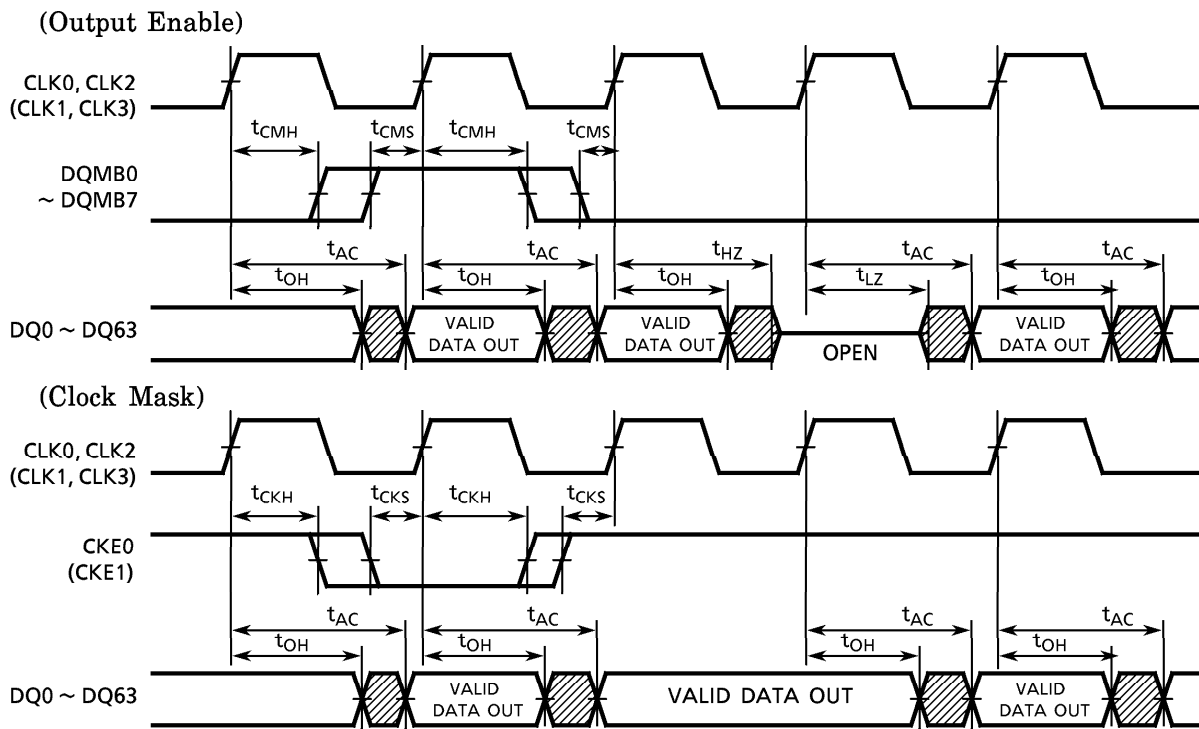 (Output Enable)
CLK0, CLK2
(CLK1, CLK3)
tCMH tCMS tCMH tCMS
DQMB0
~ DQMB7
tAC tAC tHZ tAC tAC
tOH tOH tOH tLZ tOH
DQ0 ~ DQ63
VALID DATA OUT
VALID DATA OUT
OPEN
VALID DATA OUT
(Clock Mask)
CLK0, CLK2
(CLK1, CLK3)
tCKH tCKS tCKH tCKS
CKE0
(CKE1)
tAC tAC tAC tAC
tOH tOH tOH tOH
DQ0 ~ DQ63
VALID DATA OUT
VALID DATA OUT
VALID DATA OUT